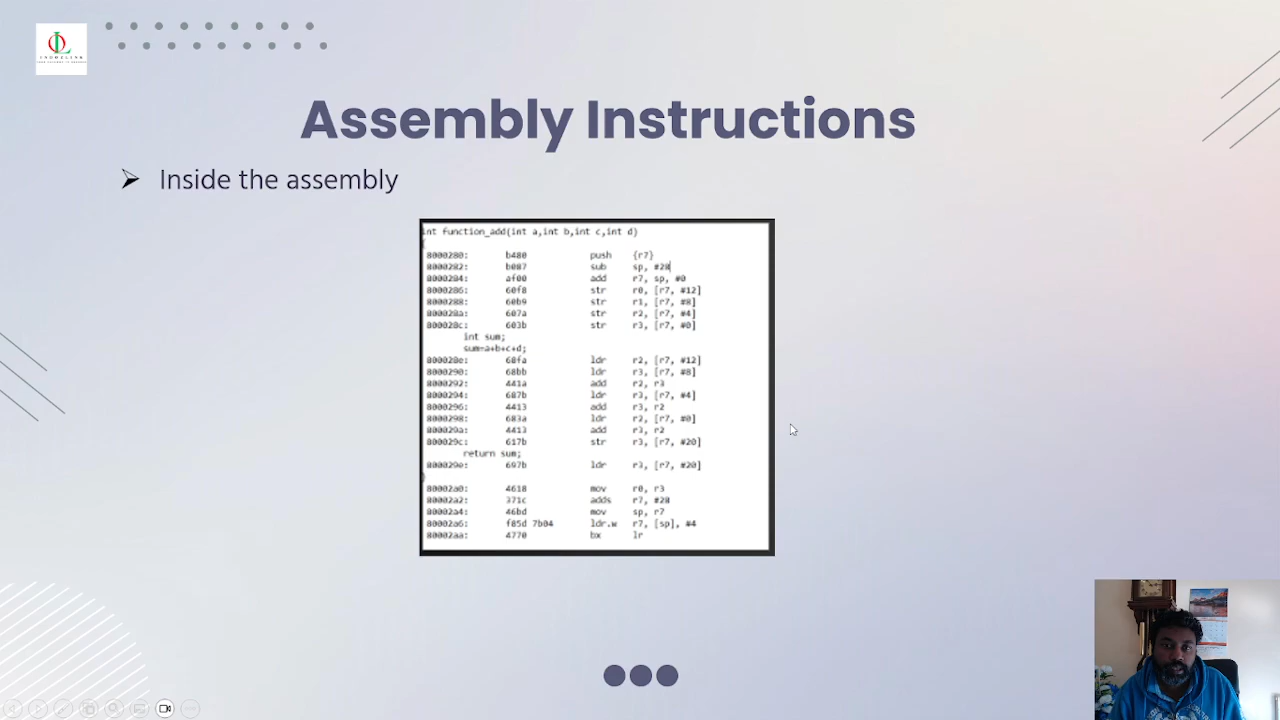 Assembly Instructions
➤ Inside the assembly
int function_add(int a,int b,int c,int d)
{
8000280: b480 push {r7}
8000282: b087 sub sp, #28
8000284: af00 add r7, sp, #0
8000286: 60f8 str r0, [r7, #12]
8000288: 60b9 str r1, [r7, #8]
800028a: 607a str r2, [r7, #4]
800028c: 603b str r3, [r7, #0]
int sum;
sum=a+b+c+d;
800028e: 68fa ldr r2, [r7, #12]
8000290: 68bb ldr r3, [r7, #8]
8000292: 441a add r2, r3
8000294: 687b ldr r3, [r7, #4]
8000296: 4413 add r3, r2
8000298: 683a ldr r2, [r7, #0]
800029a: 4413 add r3, r2
800029c: 617b str r3, [r7, #20]
return sum;
800029e: 697b ldr r3, [r7, #20]
}
80002a0: 4618 mov r0, r3
80002a2: 371c adds r7, #28
80002a4: 46bd mov sp, r7
80002a6: f85d 7b04 ldr.w r7, [sp], #4
80002aa: 4770 bx lr